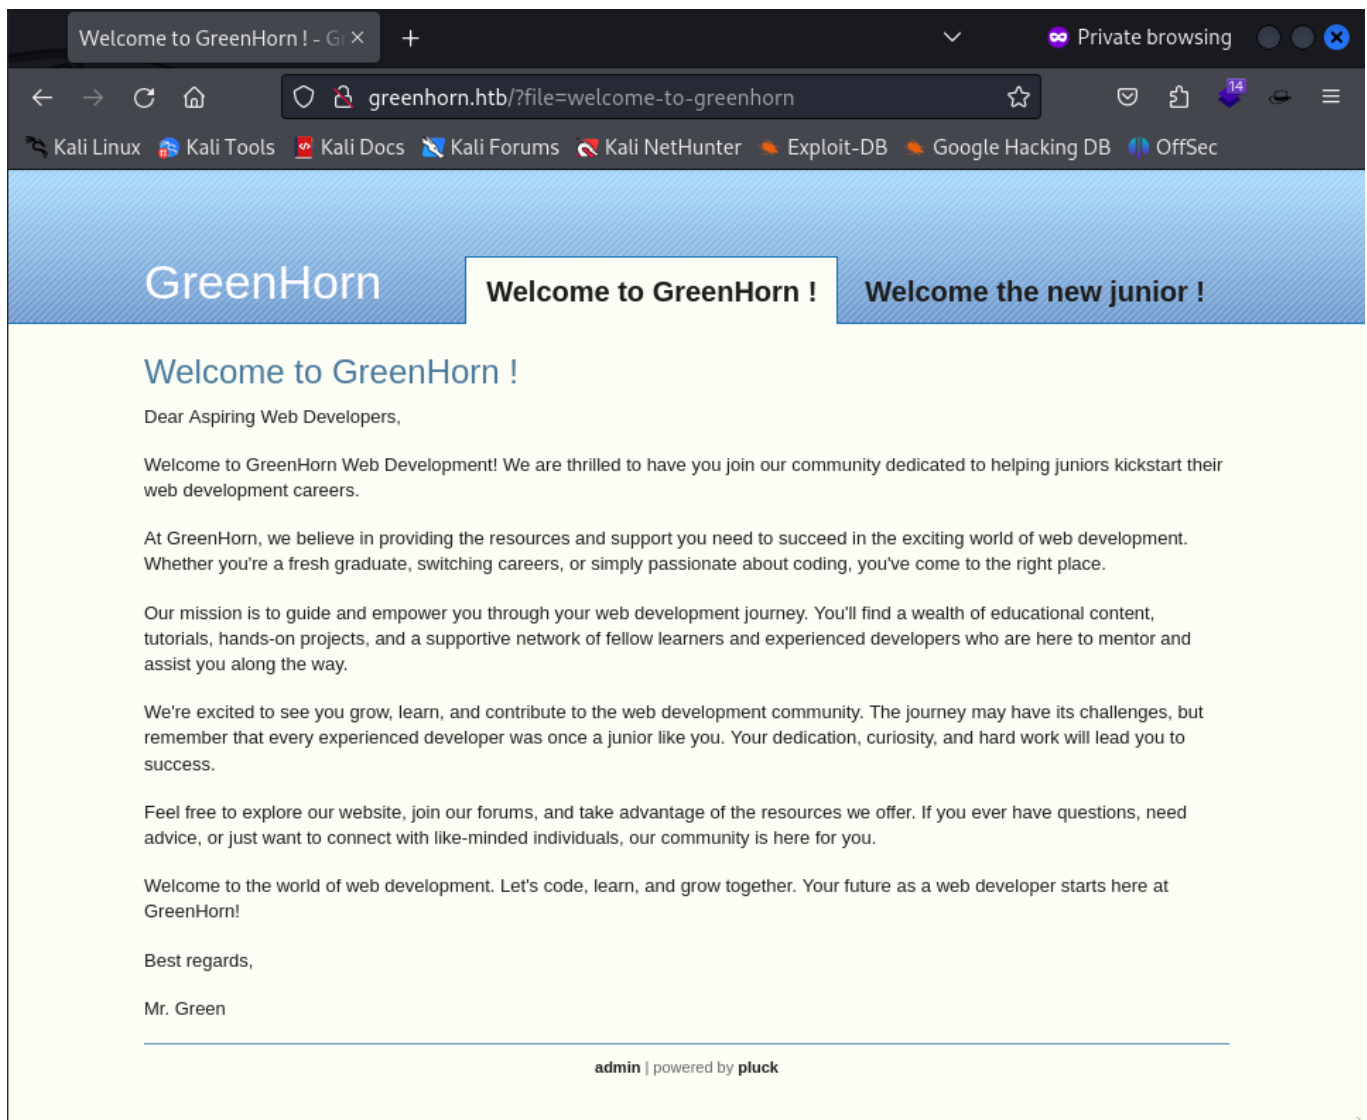 Welcome to GreenHorn ! - Gr
Private browsing
greenhorn.htb/?file=welcome-to-greenhorn
14
Kali Linux Kali Tools Kali Docs Kali Forums Kali NetHunter Exploit-DB Google Hacking DB OffSec
GreenHorn Welcome to GreenHorn ! Welcome the new junior !
Welcome to GreenHorn !
Dear Aspiring Web Developers,
Welcome to GreenHorn Web Development! We are thrilled to have you join our community dedicated to helping juniors kickstart their
web development careers.
At GreenHorn, we believe in providing the resources and support you need to succeed in the exciting world of web development.
Whether you're a fresh graduate, switching careers, or simply passionate about coding, you've come to the right place.
Our mission is to guide and empower you through your web development journey. You'll find a wealth of educational content,
tutorials, hands-on projects, and a supportive network of fellow learners and experienced developers who are here to mentor and
assist you along the way.
We're excited to see you grow, learn, and contribute to the web development community. The journey may have its challenges, but
remember that every experienced developer was once a junior like you. Your dedication, curiosity, and hard work will lead you to
success.
Feel free to explore our website, join our forums, and take advantage of the resources we offer. If you ever have questions, need
advice, or just want to connect with like-minded individuals, our community is here for you.
Welcome to the world of web development. Let's code, learn, and grow together. Your future as a web developer starts here at
GreenHorn!
Best regards,
Mr. Green
admin | powered by pluck